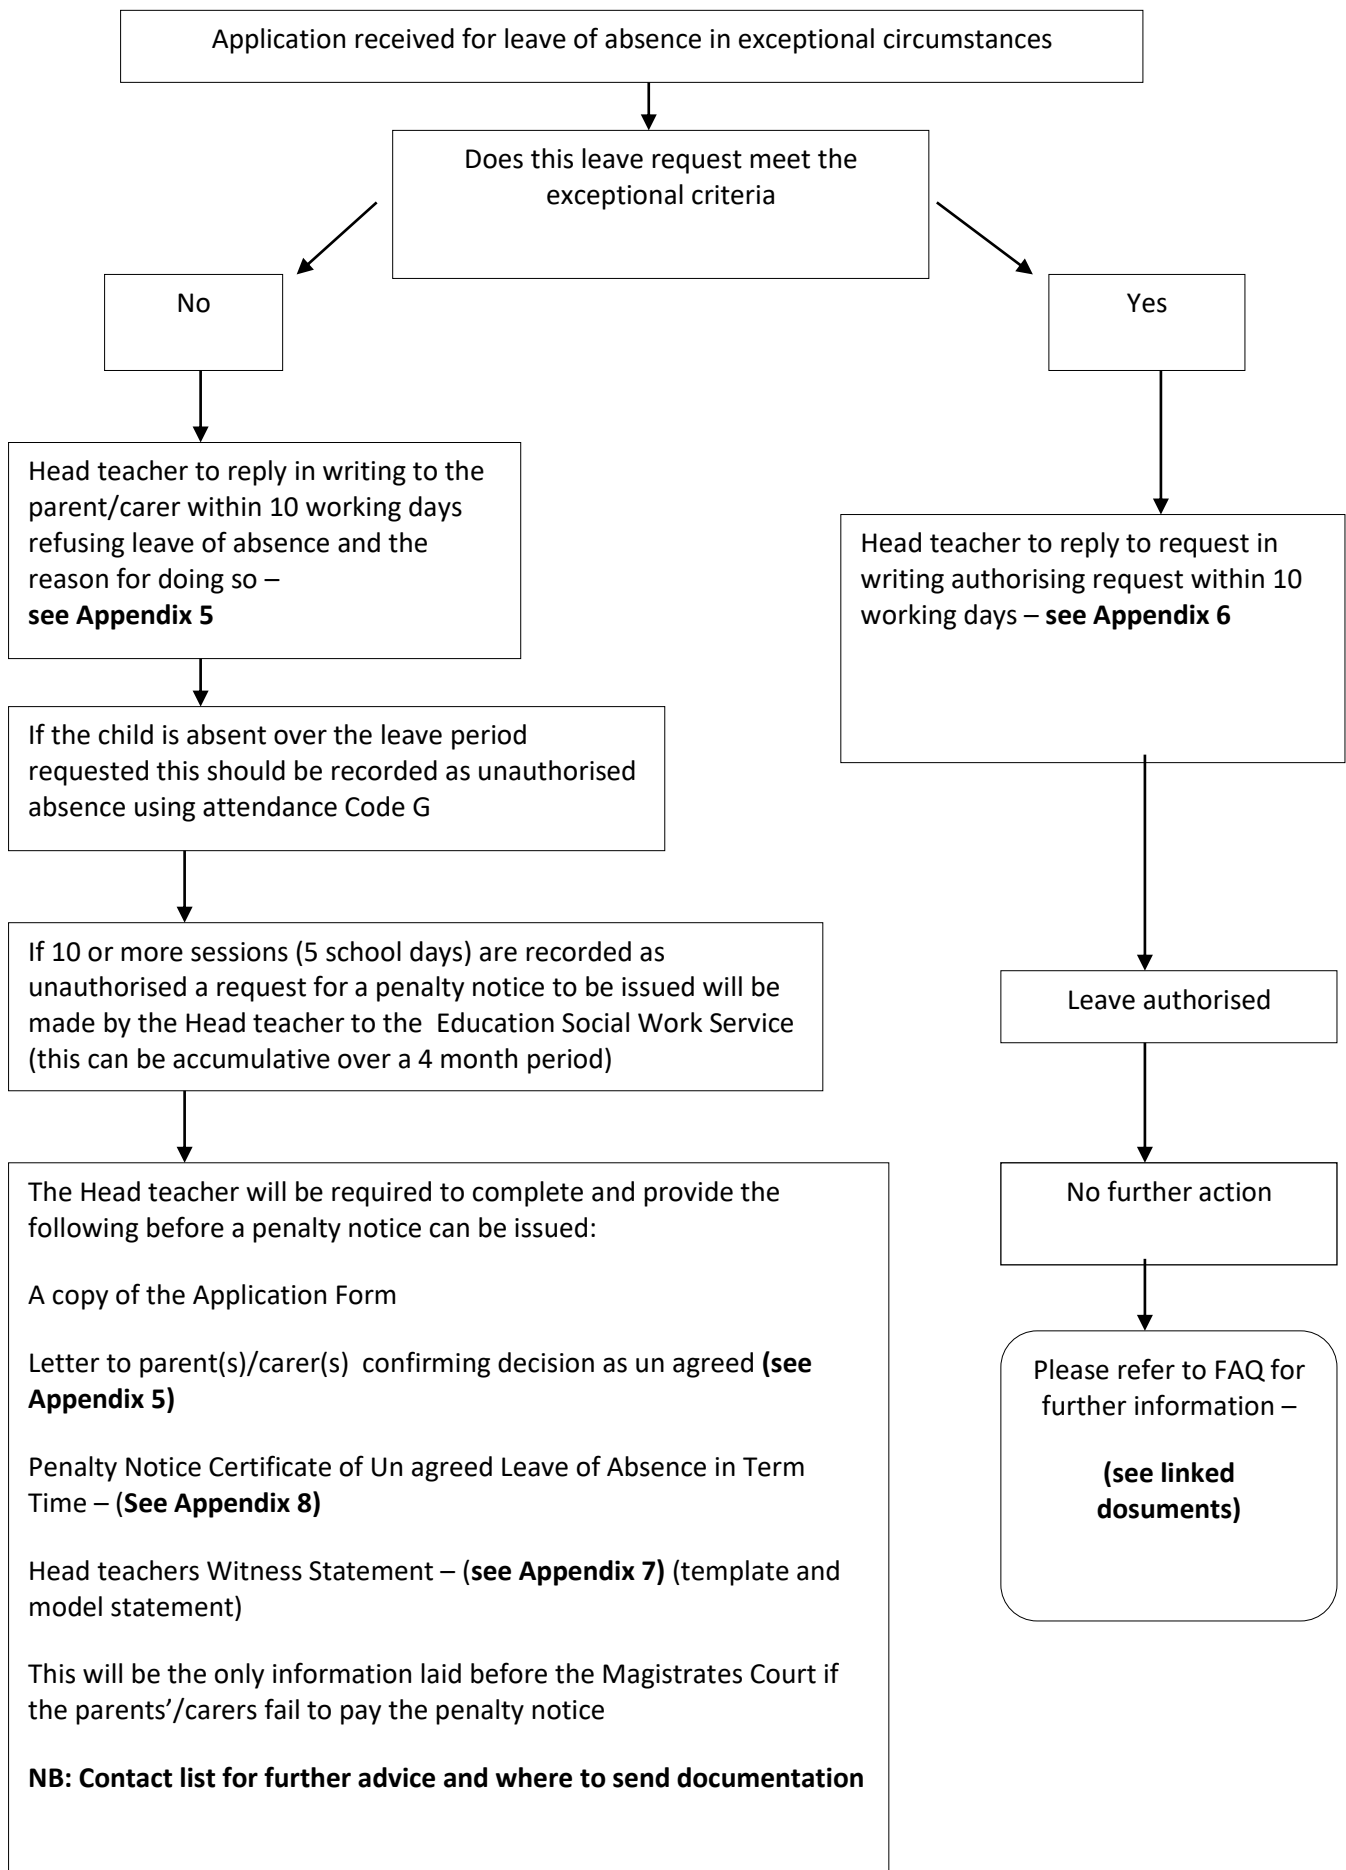 Application received for leave of absence in exceptional circumstances
Does this leave request meet the
exceptional criteria
No
Yes
Head teacher to reply in writing to the
parent/carer within 10 working days
refusing leave of absence and the
reason for doing so –
see Appendix 5
Head teacher to reply to request in
writing authorising request within 10
working days – see Appendix 6
If the child is absent over the leave period
requested this should be recorded as unauthorised
absence using attendance Code G
If 10 or more sessions (5 school days) are recorded as
unauthorised a request for a penalty notice to be issued will be
made by the Head teacher to the  Education Social Work Service
(this can be accumulative over a 4 month period)
Leave authorised
The Head teacher will be required to complete and provide the
following before a penalty notice can be issued:
A copy of the Application Form
Letter to parent(s)/carer(s)  confirming decision as un agreed (see
Appendix 5)
Penalty Notice Certificate of Un agreed Leave of Absence in Term
Time – (See Appendix 8)
Head teachers Witness Statement – (see Appendix 7) (template and
model statement)
This will be the only information laid before the Magistrates Court if
the parents’/carers fail to pay the penalty notice
NB: Contact list for further advice and where to send documentation
No further action
Please refer to FAQ for
further information –
(see linked
dosuments)